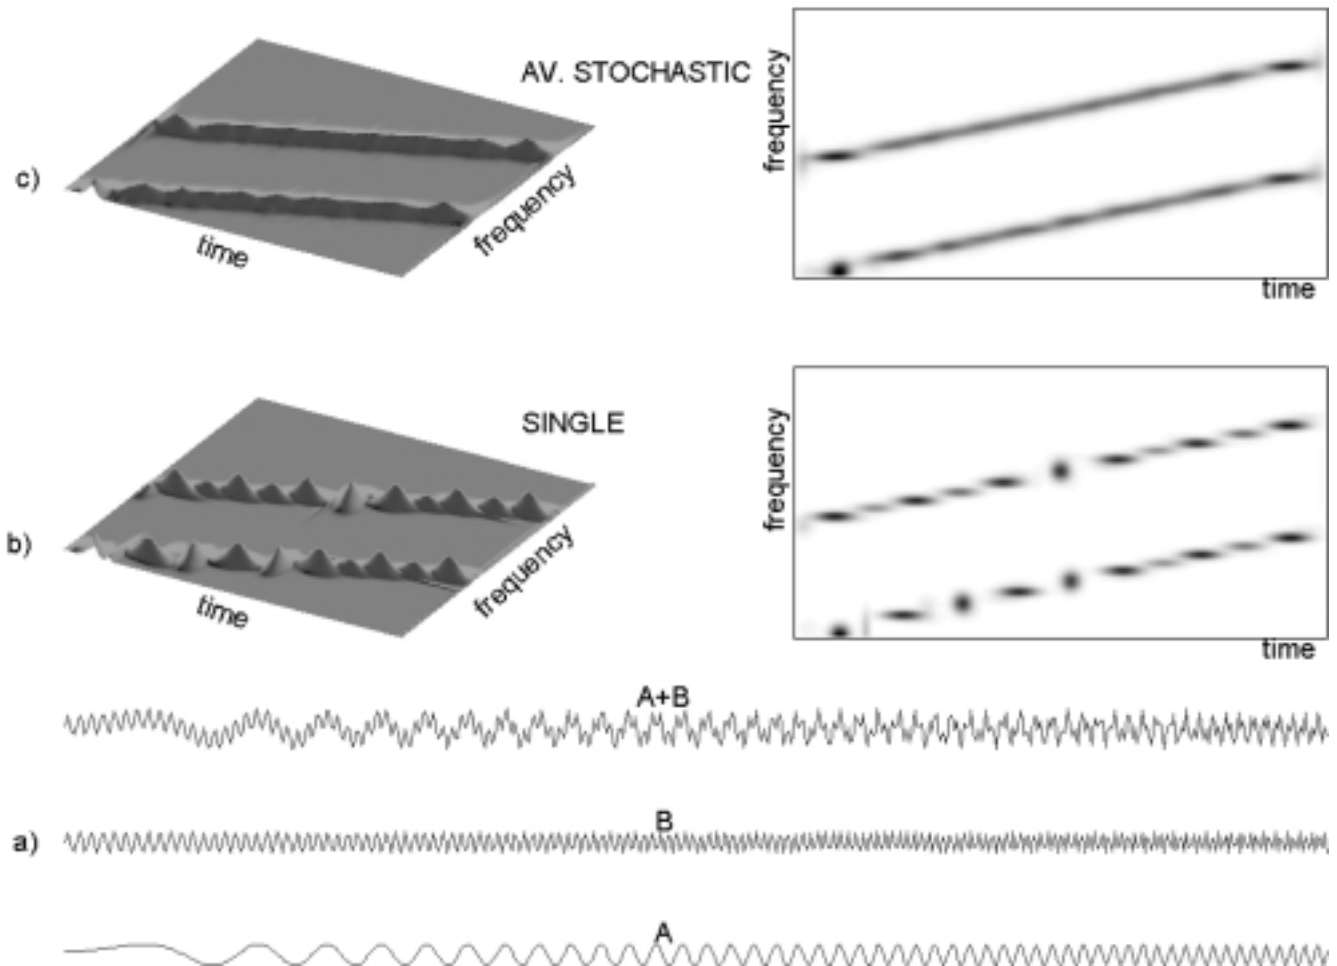 AV. STOCHASTIC
frequency
c)
frequency
time
time
SINGLE
frequency
b)
frequency
time
time
A+B
B
a)
A